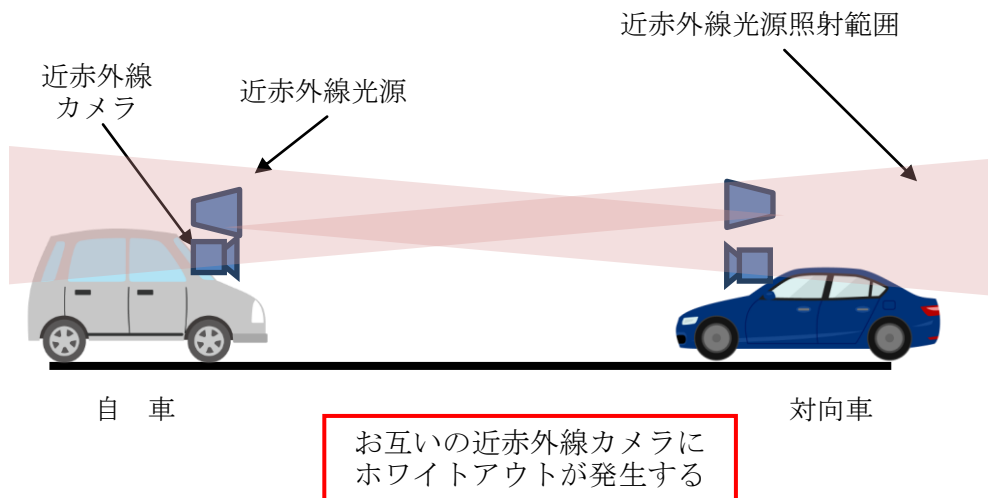 近赤外線光源照射範囲
近赤外線
カメラ
近赤外線光源
自　車
対向車
お互いの近赤外線カメラに
ホワイトアウトが発生する